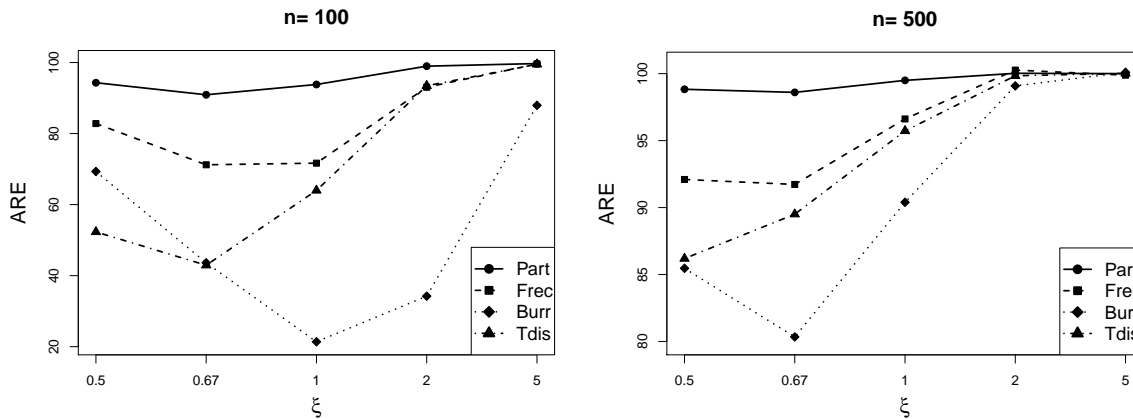 n= 100
ARE
100
80
60
40
20
0.5 0.67 1 2 5
ξ
Part
Frec
Burr
Tdis
n= 500
ARE
100
95
90
85
80
0.5 0.67 1 2 5
ξ
Par
Fre
Bur
Tdis